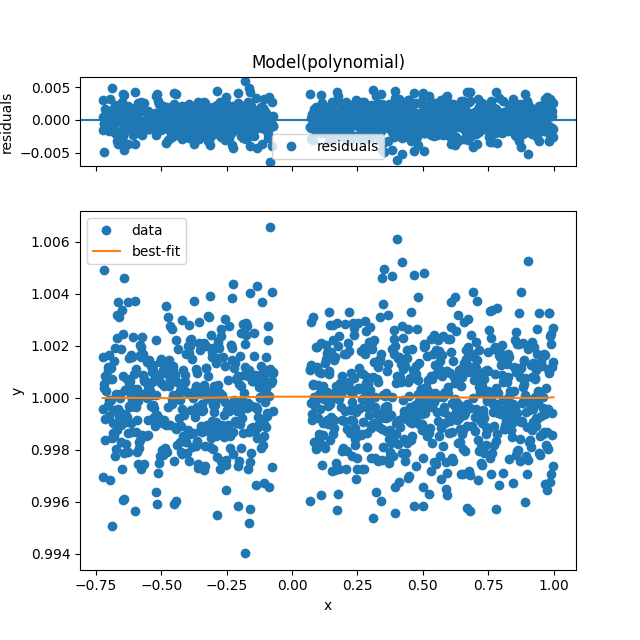 Model(polynomial)
residuals
0.005
0.000
−0.005
residuals
y
1.006
1.004
1.002
1.000
0.998
0.996
0.994
data
best-fit
−0.75 −0.50 −0.25 0.00 0.25 0.50 0.75 1.00
x